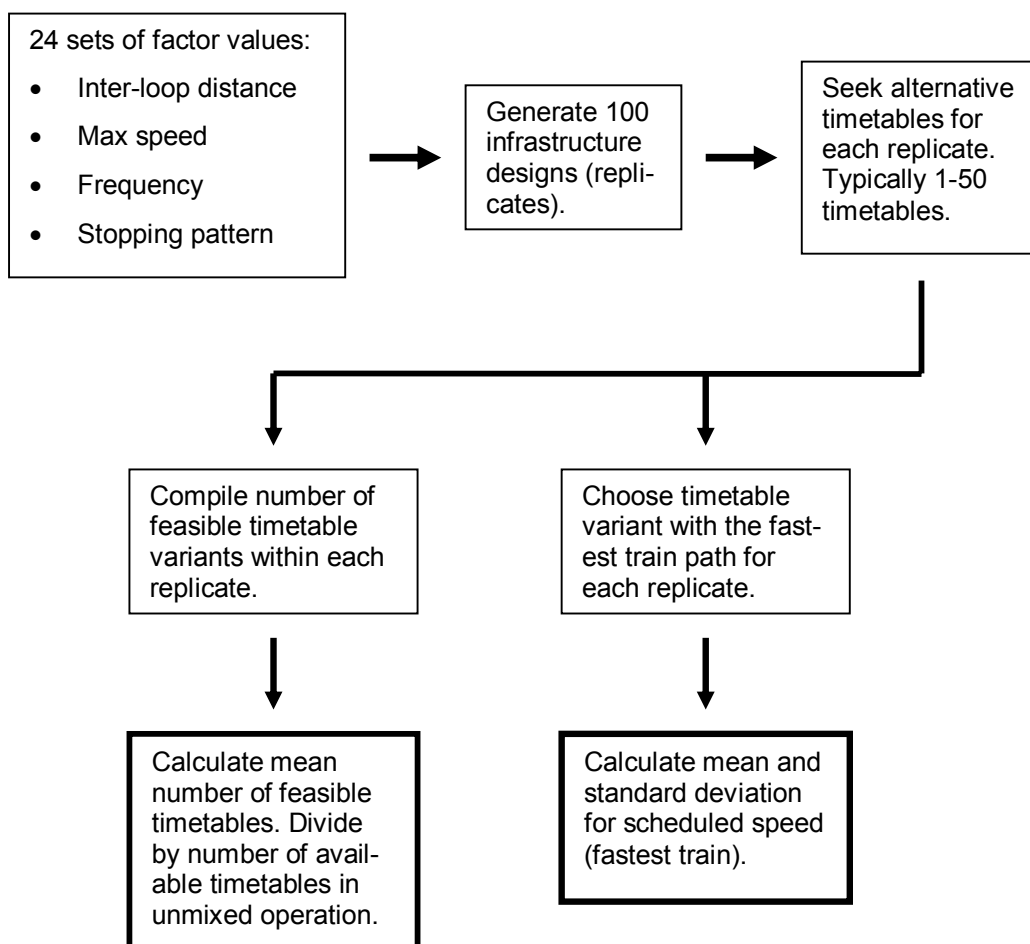 24 sets of factor values:
• Inter-loop distance
• Max speed
• Frequency
• Stopping pattern
Generate 100
infrastructure
designs (repli-
cates).
Seek alternative
timetables for
each replicate.
Typically 1-50
timetables.
Compile number of
feasible timetable
variants within each
replicate.
Choose timetable
variant with the fast-
est train path for
each replicate.
Calculate mean
number of feasible
timetables. Divide
by number of avail-
able timetables in
unmixed operation.
Calculate mean and
standard deviation
for scheduled speed
(fastest train).